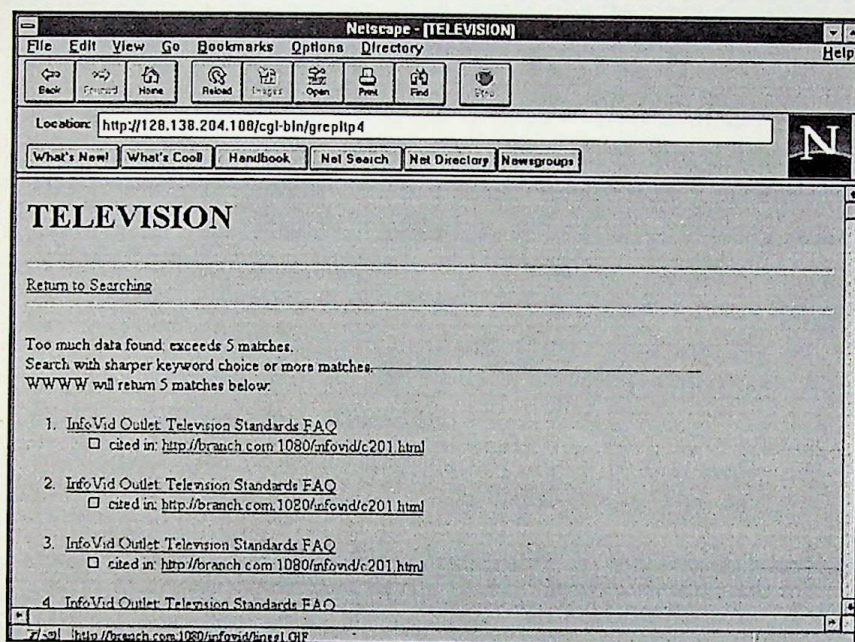 Netscape - [TELEVISION]
File Edit View Go Bookmarks Options Directory Help
Back Forward Home Reload Images Open Print Find Stop
Location: http://128.138.204.108/cgi-bin/grepitp4
What's New! What's Cool! Handbook Net Search Net Directory Newsgroups
N
TELEVISION
Return to Searching
Too much data found: exceeds 5 matches.
Search with sharper keyword choice or more matches.
WWWW will return 5 matches below:
1. InfoVid Outlet: Television Standards FAQ
cited in: http://branch.com:1080/infovid/c201.html
2. InfoVid Outlet: Television Standards FAQ
cited in: http://branch.com:1080/infovid/c201.html
3. InfoVid Outlet: Television Standards FAQ
cited in: http://branch.com:1080/infovid/c201.html
4. InfoVid Outlet: Television Standards FAQ
http://branch.com:1080/infovid/lines1.GIF